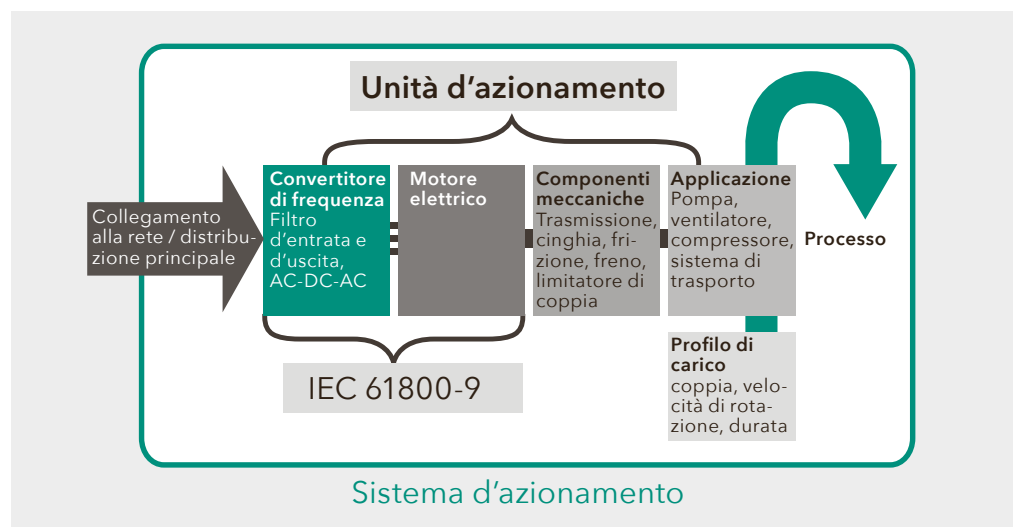 Unità d’azionamento
Collegamento
alla rete / distribu-
zione principale
Convertitore
di frequenza
Filtro
d’entrata e
d’uscita,
AC-DC-AC
Motore
elettrico
Componenti
meccaniche
Trasmissione,
cinghia, fri-
zione, freno,
limitatore di
coppia
Applicazione
Pompa,
ventilatore,
compressore,
sistema di
trasporto
Processo
IEC 61800-9
Profilo di
carico
coppia, velo-
cità di rota-
zione, durata
Sistema d’azionamento